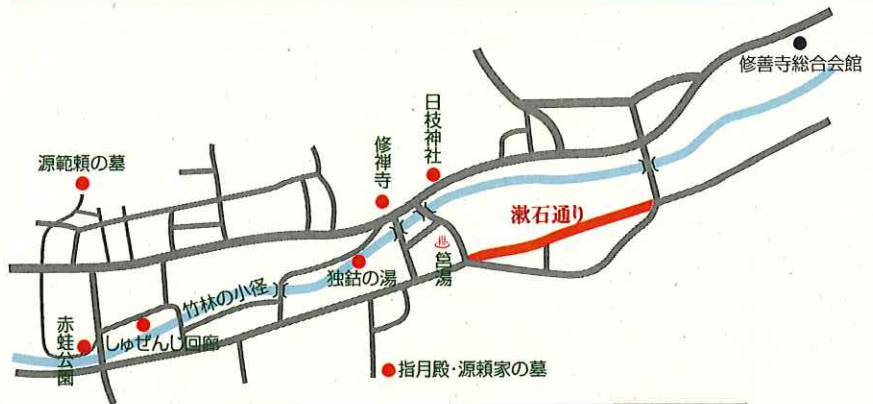 修善寺総合会館
日枝神社
修禅寺
源範頼の墓
漱石通り
筥湯
独鈷の湯
竹林の小径
赤蛙公園
しゅぜんじ回廊
指月殿・源頼家の墓